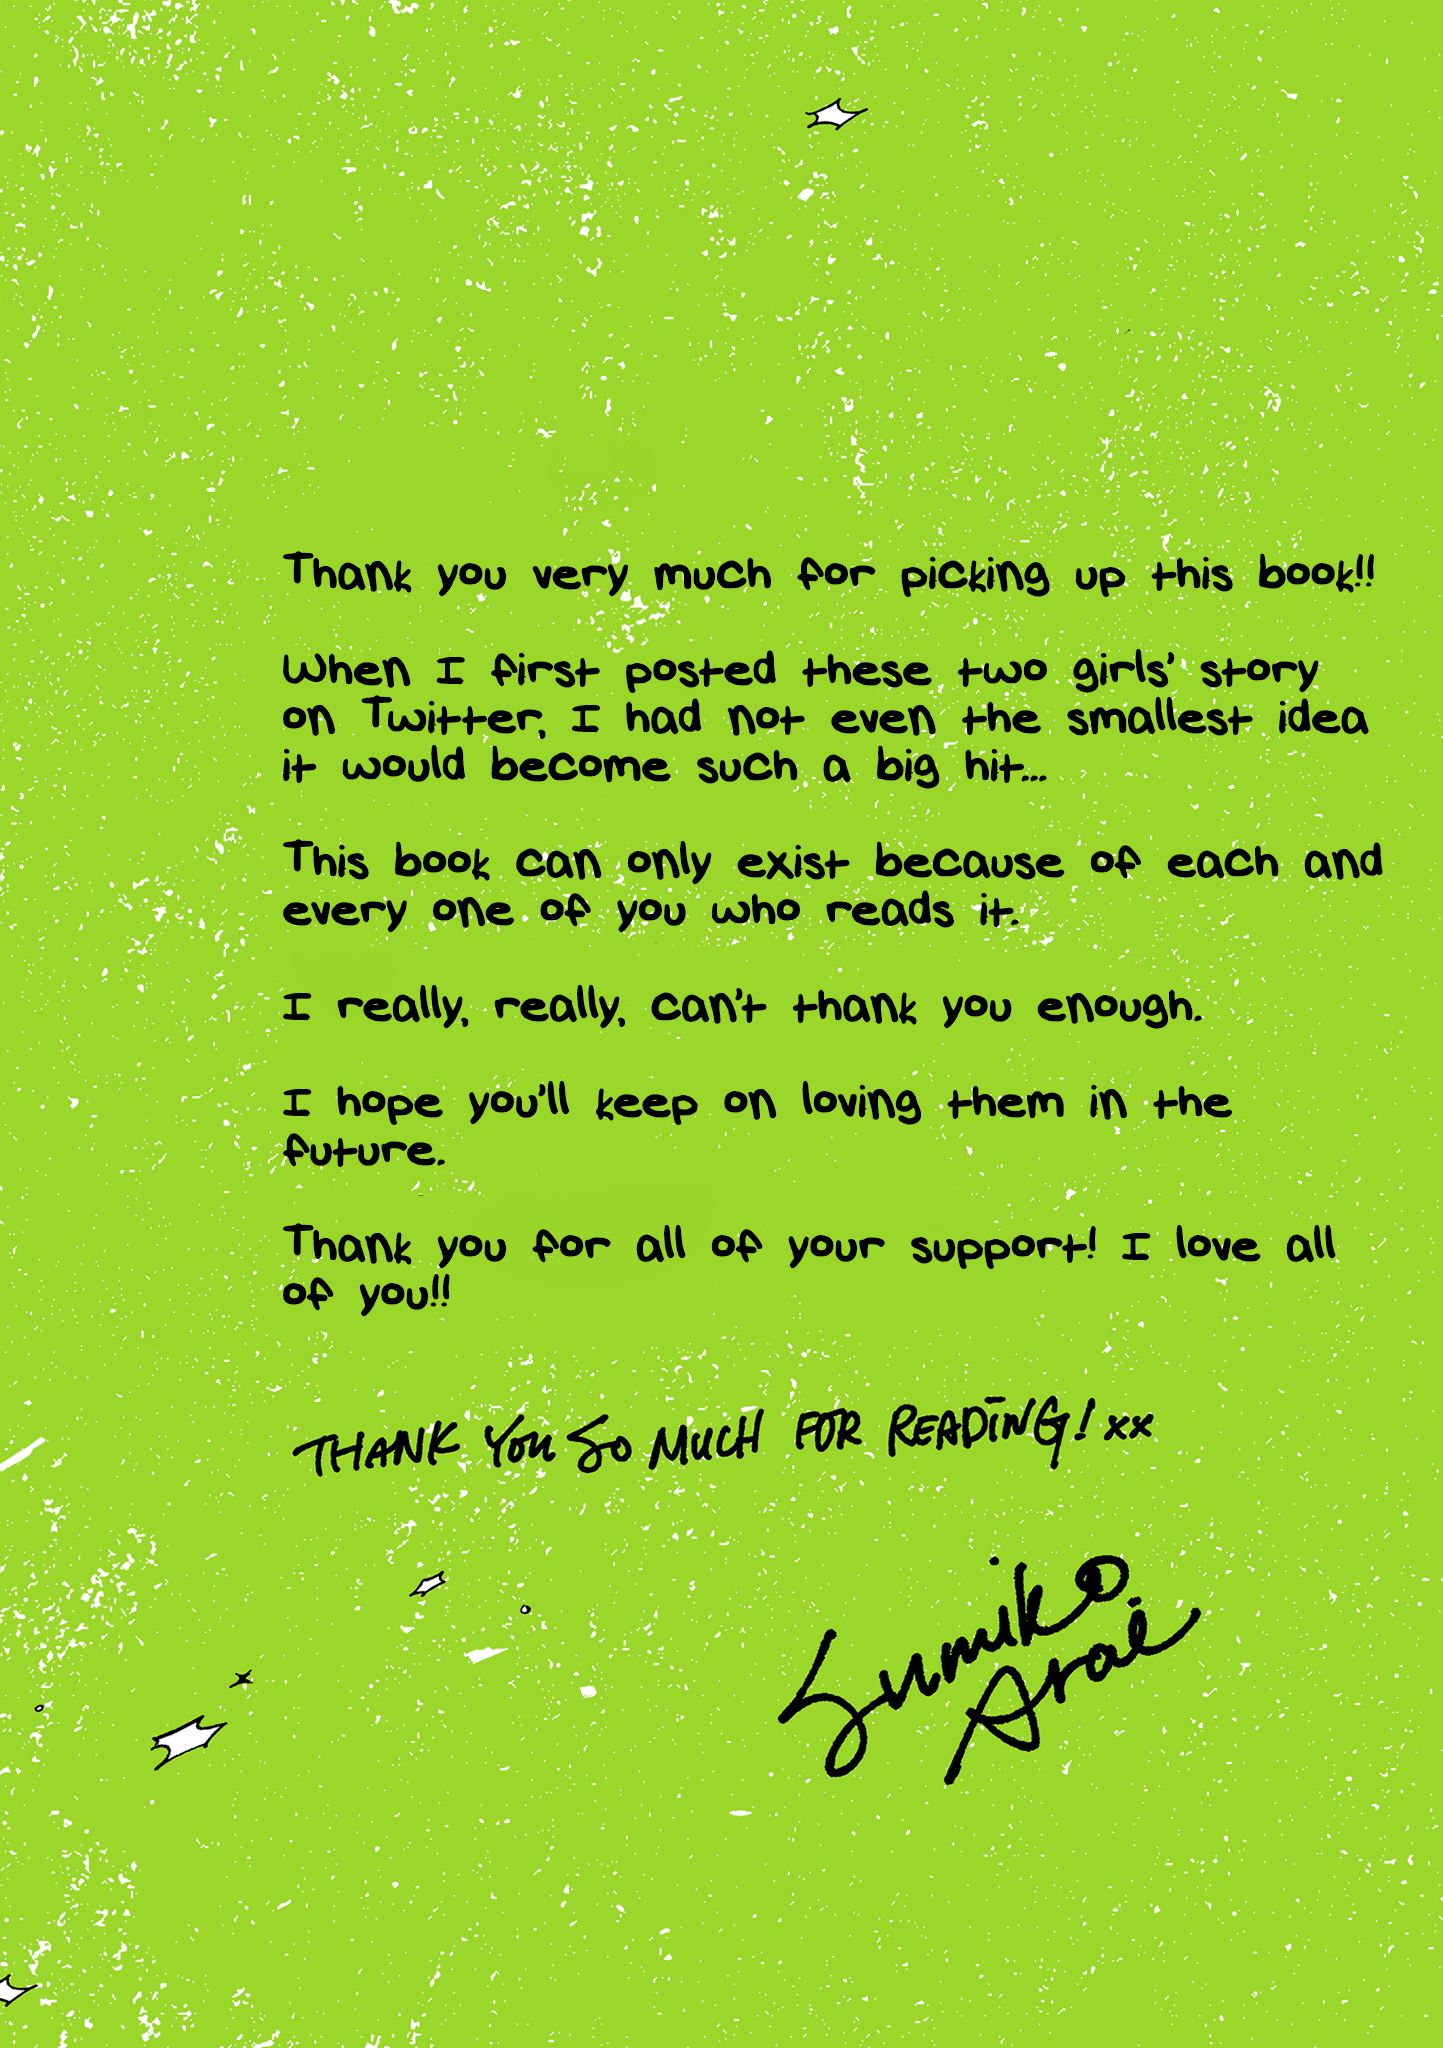 Thank you very much for picking up this book!!
When I first posted these two girls' story
on Twitter, I had not even the smallest idea
it would become such a big hit...
This book can only exist because of each and
every one of you who reads it.
I really, really, can't thank you enough.
I hope you'll keep on loving them in the
future.
Thank you for all of your support! I love all
of you!!
THANK YOU SO MUCH FOR READING! xx
Sumiko
Arai